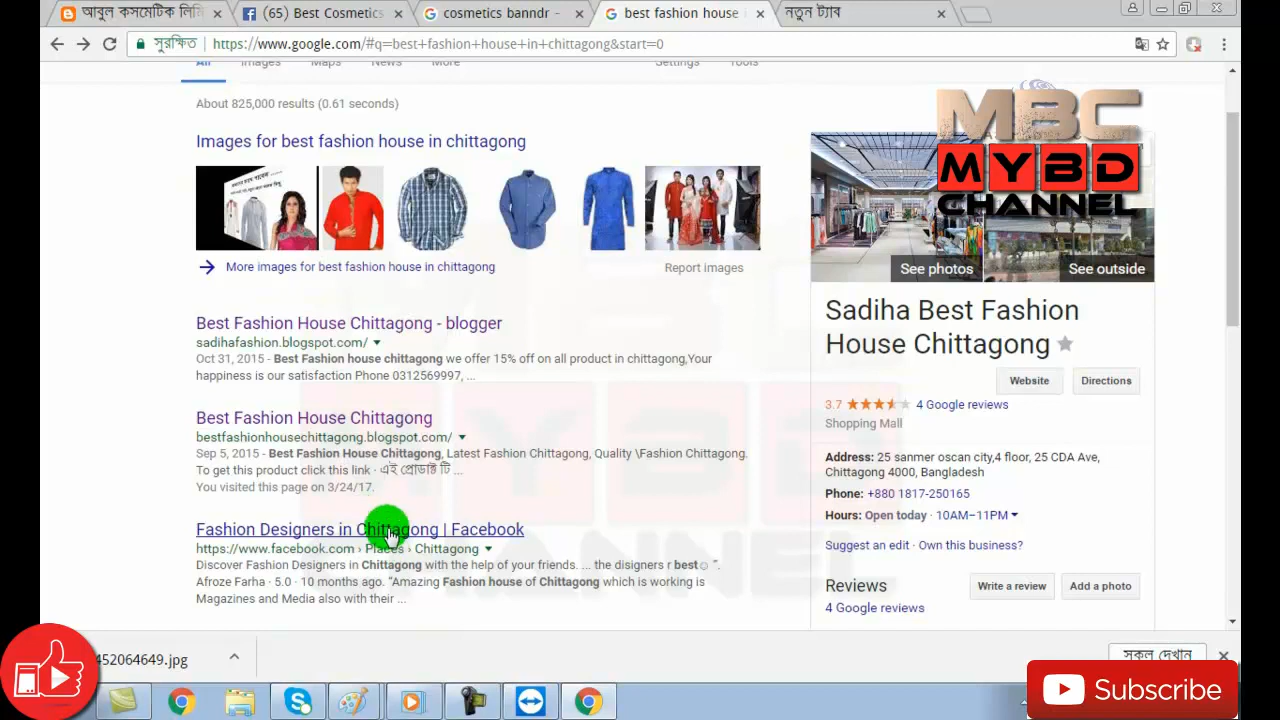 আবুল কসমেটিক লিমি
(65) Best Cosmetics
cosmetics banndr -
best fashion house i
নতুন ট্যাব
সুরক্ষিত
https://www.google.com/#q=best+fashion+house+in+chittagong&start=0
All Images Maps News More Settings Tools
About 825,000 results (0.61 seconds)
Images for best fashion house in chittagong
More images for best fashion house in chittagong
Report images
Best Fashion House Chittagong - blogger
sadihafashion.blogspot.com/
Oct 31, 2015 - Best Fashion house chittagong we offer 15% off on all product in chittagong,Your
happiness is our satisfaction Phone 0312569997, ...
Best Fashion House Chittagong
bestfashionhousechittagong.blogspot.com/
Sep 5, 2015 - Best Fashion House Chittagong, Latest Fashion Chittagong, Quality \Fashion Chittagong.
To get this product click this link · এই প্রোডাক্ট টি ...
You visited this page on 3/24/17.
Fashion Designers in Chittagong | Facebook
https://www.facebook.com › Places › Chittagong
Discover Fashion Designers in Chittagong with the help of your friends. ... the disigners r best☺ ”.
Afroze Farha · 5.0 · 10 months ago. “Amazing Fashion house of Chittagong which is working is
Magazines and Media also with their ...
MBC
MYBD
CHANNEL
See photos
See outside
Sadiha Best Fashion
House Chittagong
Website
Directions
3.7 4 Google reviews
Shopping Mall
Address: 25 sanmer oscan city,4 floor, 25 CDA Ave,
Chittagong 4000, Bangladesh
Phone: +880 1817-250165
Hours: Open today · 10AM–11PM
Suggest an edit · Own this business?
Reviews
Write a review
Add a photo
4 Google reviews
452064649.jpg
সকল দেখান
Subscribe